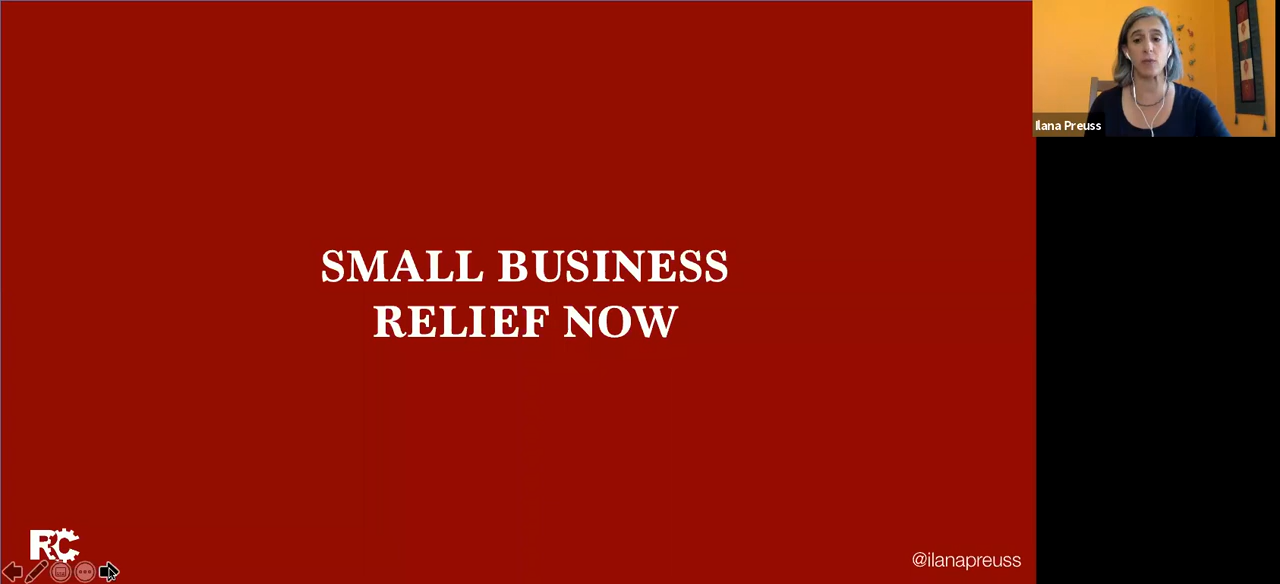 Ilana Preuss
SMALL BUSINESS
RELIEF NOW
RC
@ilanapreuss